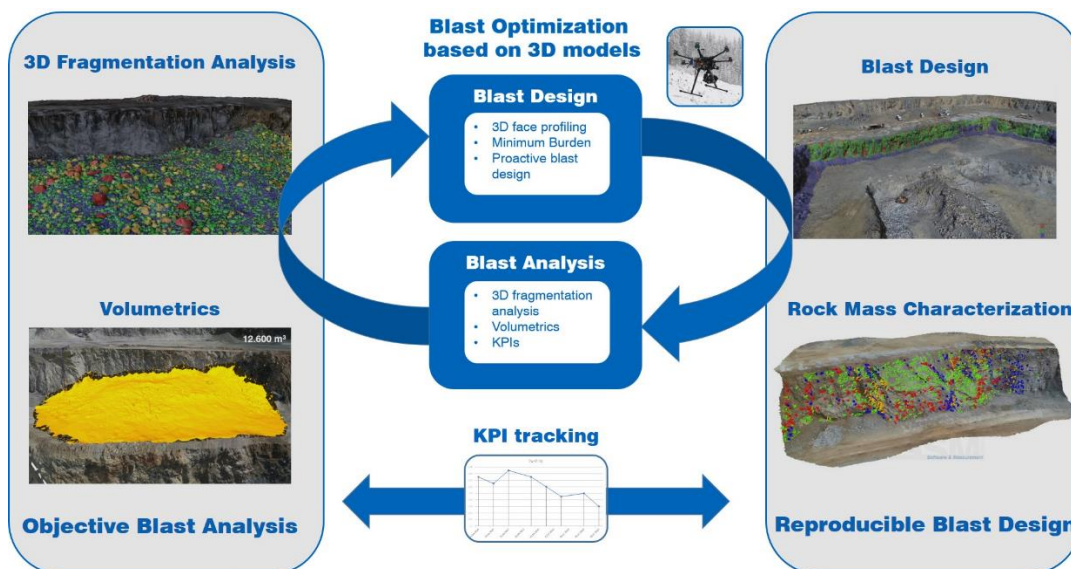 Blast Optimization
based on 3D models
3D Fragmentation Analysis
Volumetrics
12.600 m³
Objective Blast Analysis
Blast Design
• 3D face profiling
• Minimum Burden
• Proactive blast
design
Blast Analysis
• 3D fragmentation
analysis
• Volumetrics
• KPIs
KPI tracking
Blast Design
Rock Mass Characterization
Reproducible Blast Design